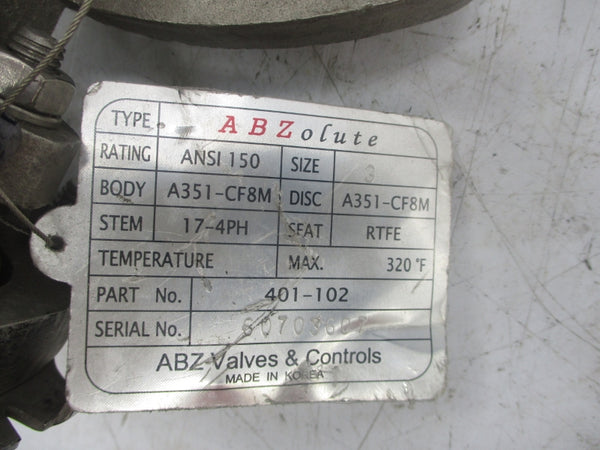 TYPE ABZolute
RATING ANSI 150 SIZE 3
BODY A351-CF8M DISC A351-CF8M
STEM 17-4PH SEAT RTFE
TEMPERATURE MAX. 320 °F
PART No. 401-102
SERIAL No.
ABZ Valves & Controls
MADE IN KOREA